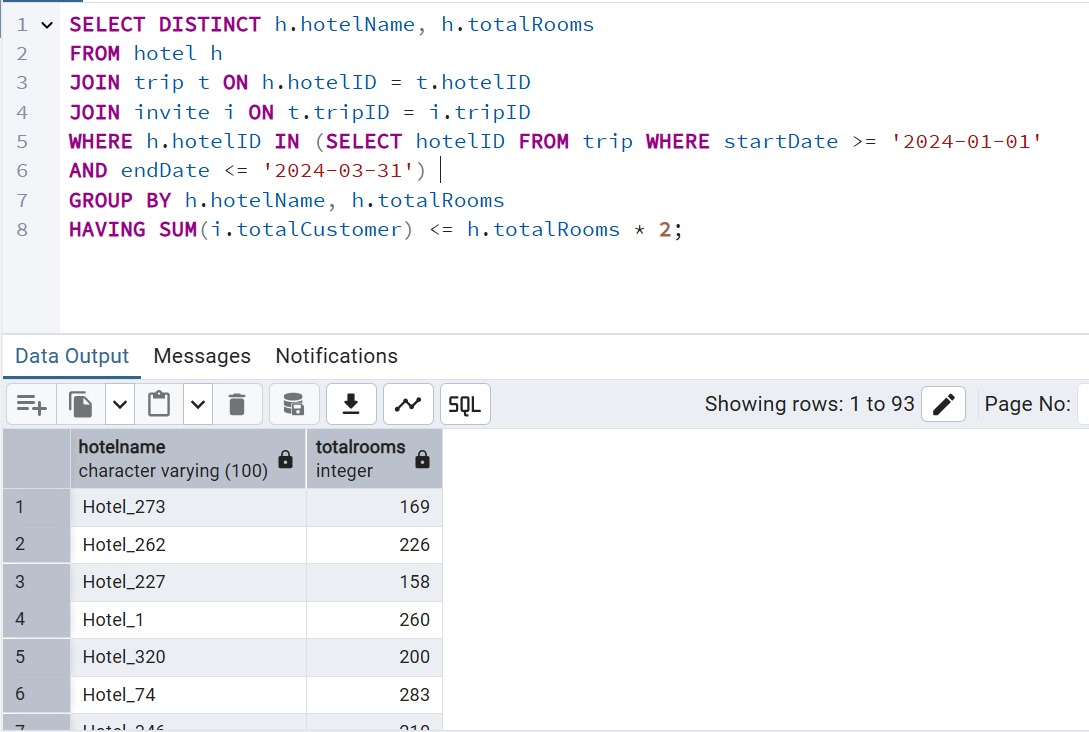 1 SELECT DISTINCT h.hotelName, h.totalRooms
2 FROM hotel h
3 JOIN trip t ON h.hotelID = t.hotelID
4 JOIN invite i ON t.tripID = i.tripID
5 WHERE h.hotelID IN (SELECT hotelID FROM trip WHERE startDate >= '2024-01-01'
6 AND endDate <= '2024-03-31')
7 GROUP BY h.hotelName, h.totalRooms
8 HAVING SUM(i.totalCustomer) <= h.totalRooms * 2;
Data Output Messages Notifications
SQL Showing rows: 1 to 93 Page No:
hotelname totalrooms
character varying (100) integer
1 Hotel_273 169
2 Hotel_262 226
3 Hotel_227 158
4 Hotel_1 260
5 Hotel_320 200
6 Hotel_74 283
7